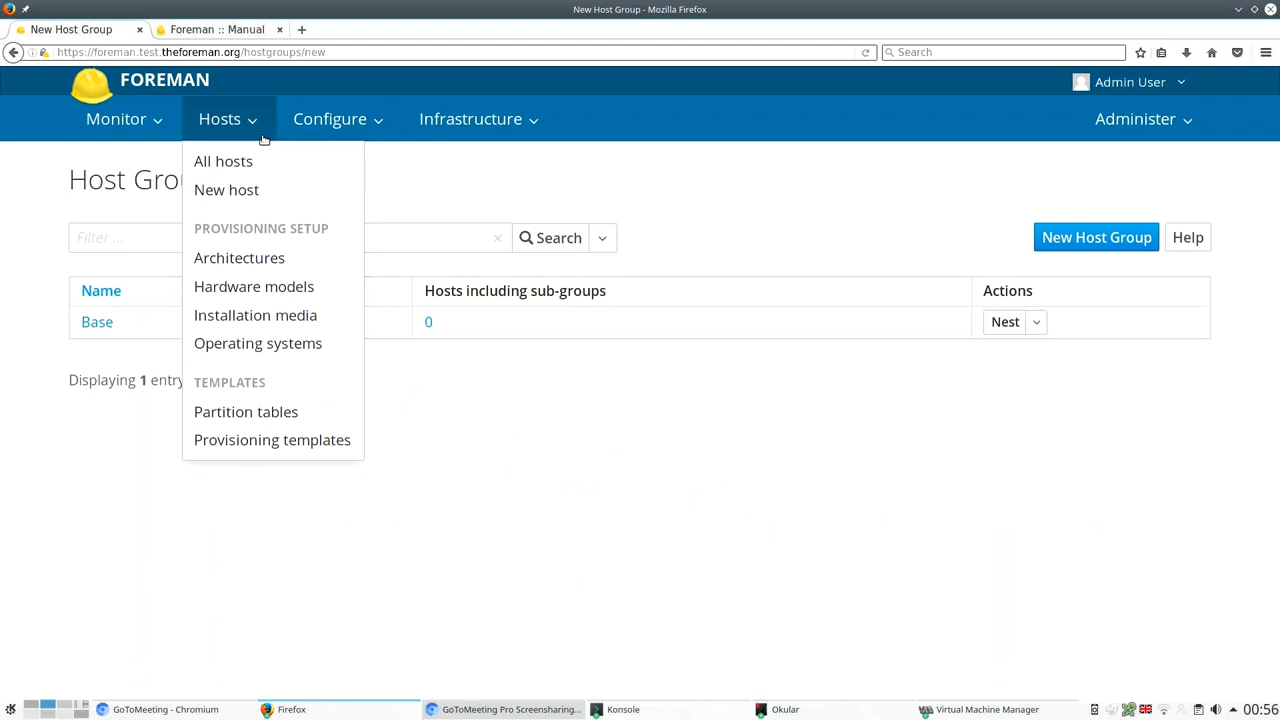 New Host Group - Mozilla Firefox
New Host Group
Foreman :: Manual
https://foreman.test.theforeman.org/hostgroups/new
Search
FOREMAN
Admin User
Monitor
Hosts
Configure
Infrastructure
Administer
All hosts
New host
PROVISIONING SETUP
Architectures
Hardware models
Installation media
Operating systems
TEMPLATES
Partition tables
Provisioning templates
Host Gro
Filter ...
Search
New Host Group
Help
Name
Hosts including sub-groups
Actions
Base
0
Nest
Displaying 1 entry
GoToMeeting - Chromium
Firefox
GoToMeeting Pro Screensharing...
Konsole
Okular
Virtual Machine Manager
00:56